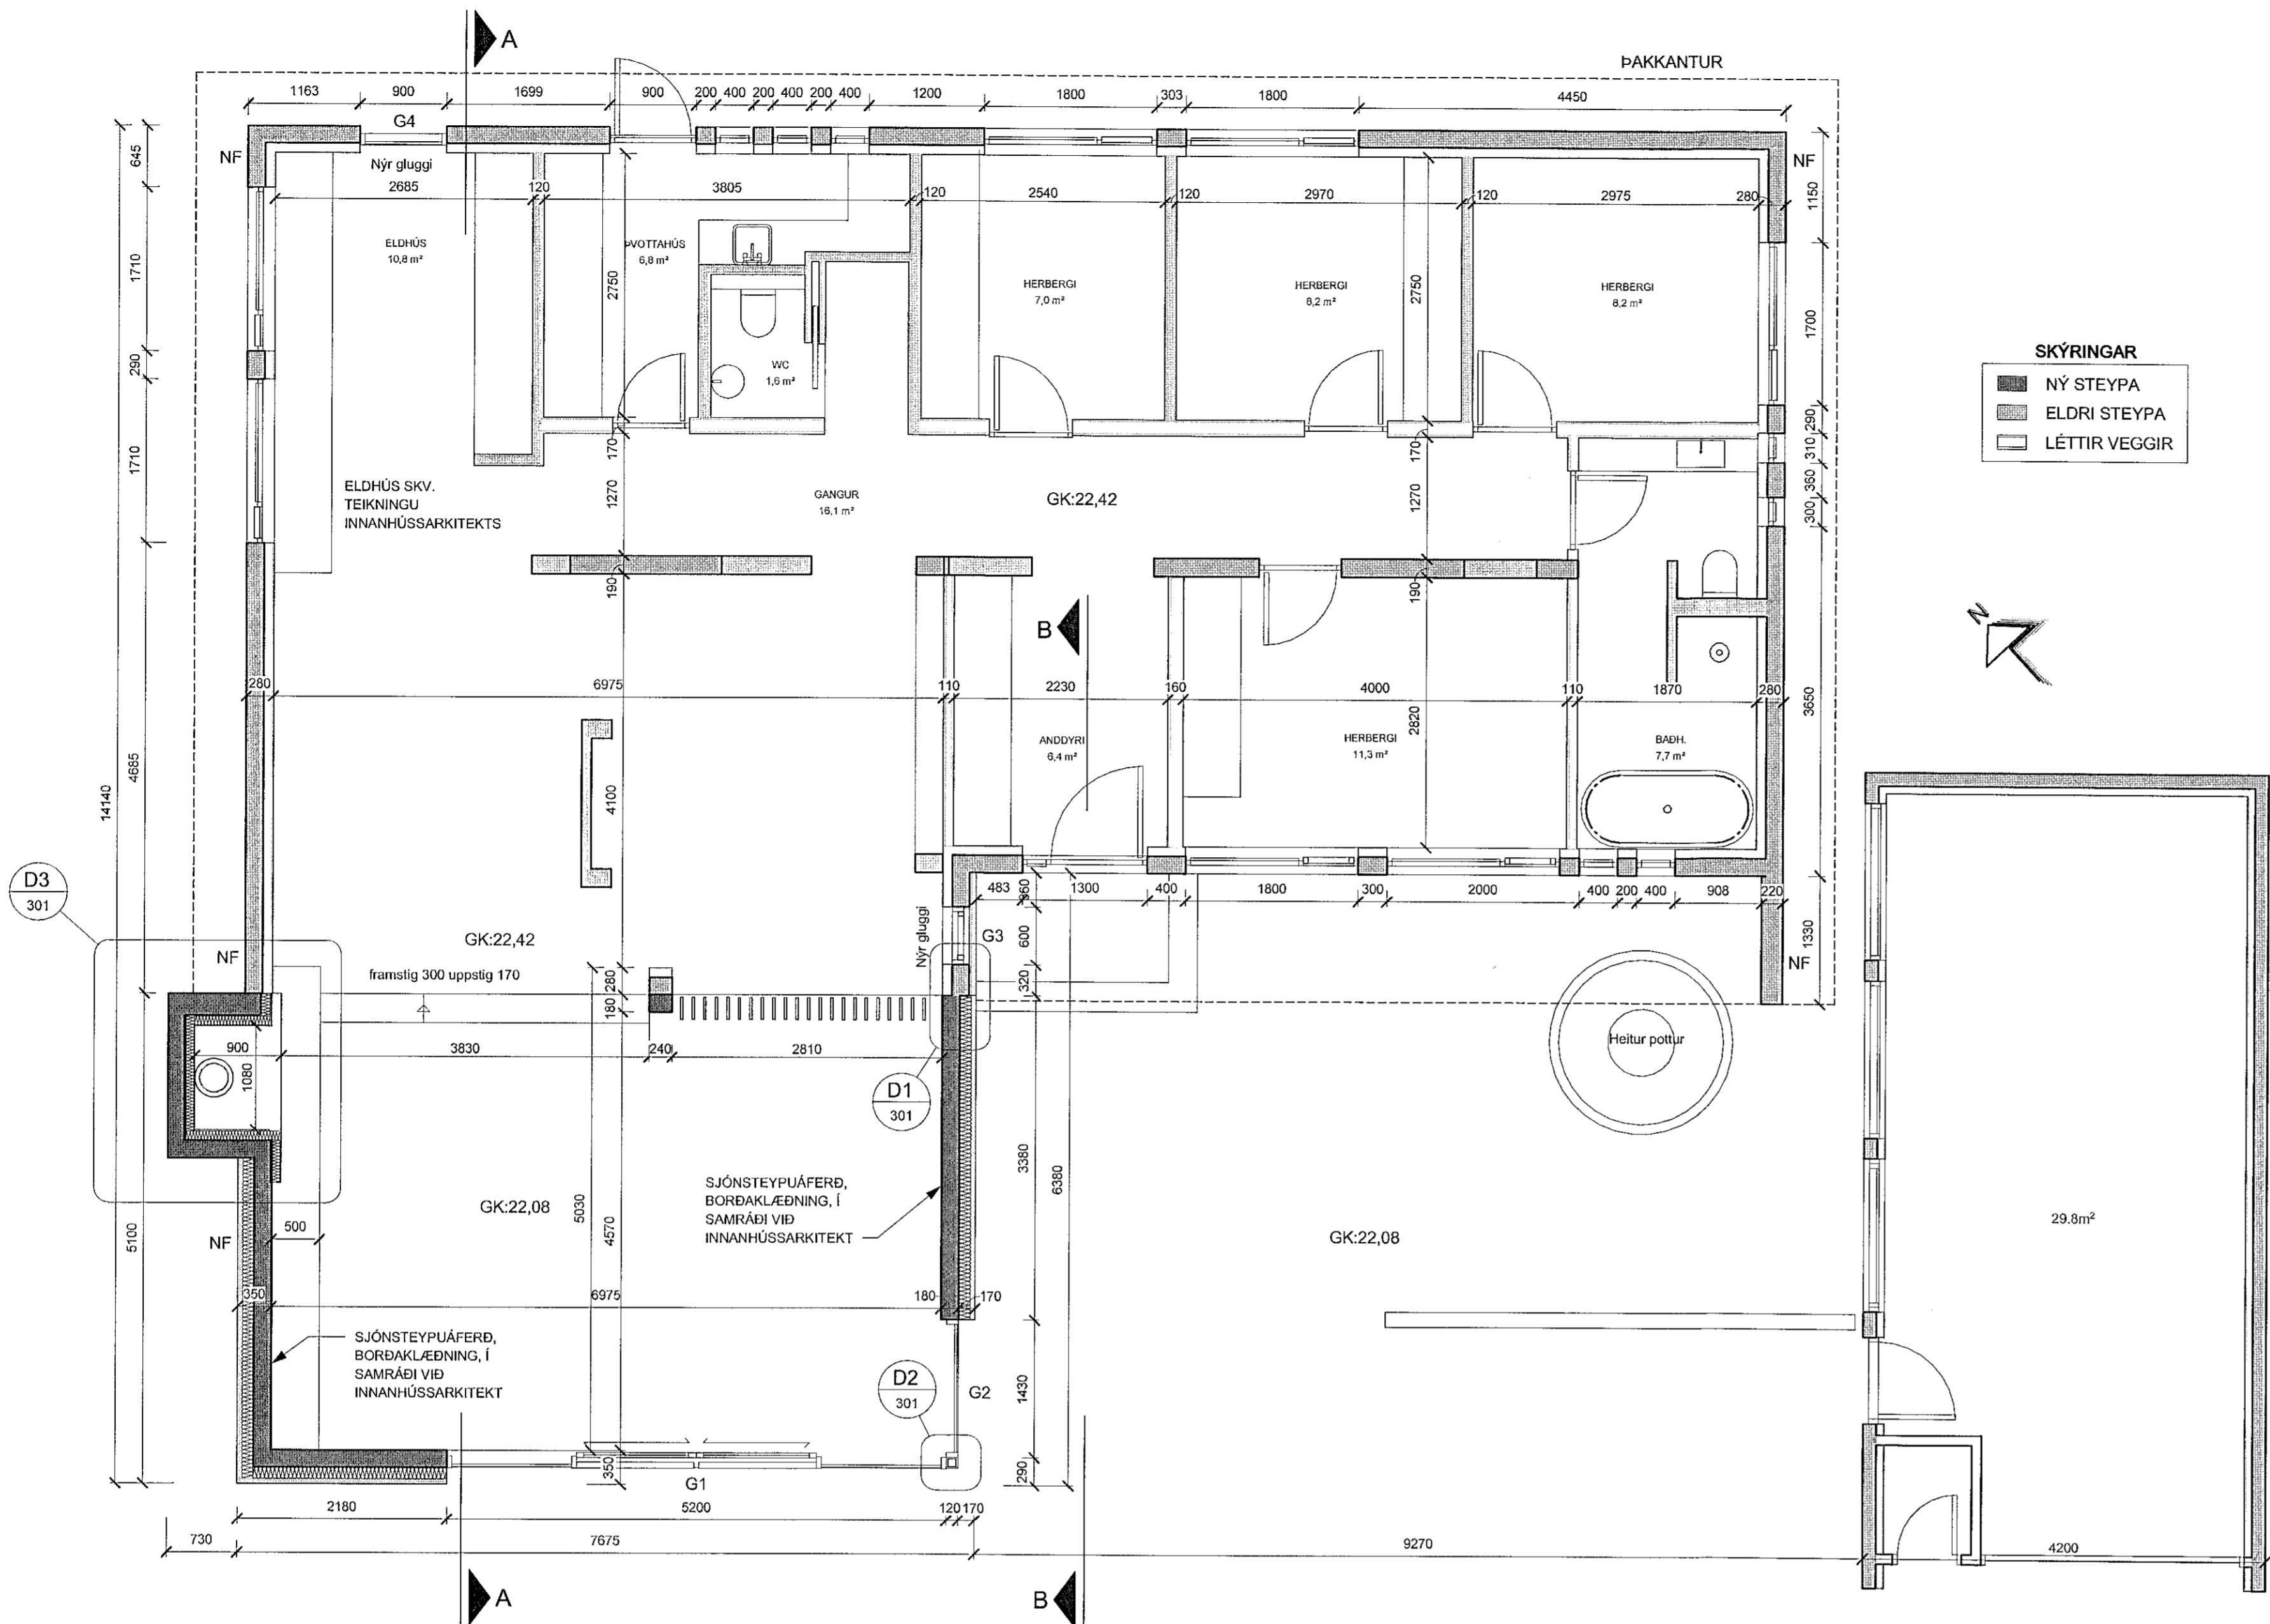 A
ÞAKKANTUR
1163 900 1699 900 200 400 200 400 200 400 1200 1800 303 1800 4450
G4
NF
Nýr gluggi
NF
645
1150
2685 120 3805 120 2540 120 2970 120 2975 280
ELDHÚS
10,8 m²
ÞVOTTAHÚS
6,8 m²
HERBERGI
7,0 m²
HERBERGI
8,2 m²
HERBERGI
8,2 m²
1710
2750
2750
1700
WC
1,6 m²
SKÝRINGAR
NÝ STEYPA
ELDRI STEYPA
LÉTTIR VEGGIR
290
1710
170
170
290
310
360
300
ELDHÚS SKV.
TEIKNINGU
INNANHÚSSARKITEKTS
1270
GANGUR
16,1 m²
GK:22,42
1270
190
190
B
N
280 6975 110 2230 160 4000 110 1870 280
3650
14140
4685
4100
ANDDYRI
6,4 m²
2820
HERBERGI
11,3 m²
BAÐH.
7,7 m²
D3
301
483 360 1300 400 1800 300 2000 400 200 400 908 220
Nýr gluggi
G3
600
320
1330
NF
GK:22,42
NF
framstig 300 uppstig 170
280
180
900 3830 240 2810
1080
Heitur pottur
D1
301
3380
6380
SJÓNSTEYPUÁFERÐ,
BORÐAKLÆÐNING, Í
SAMRÁÐI VIÐ
INNANHÚSSARKITEKT
GK:22,08
5030
4570
5100
NF
500
GK:22,08
29.8m²
350 6975 180 170
SJÓNSTEYPUÁFERÐ,
BORÐAKLÆÐNING, Í
SAMRÁÐI VIÐ
INNANHÚSSARKITEKT
D2
301
G2
1430
350
G1
290
2180 5200 120 170
730 7675 9270 4200
A
B